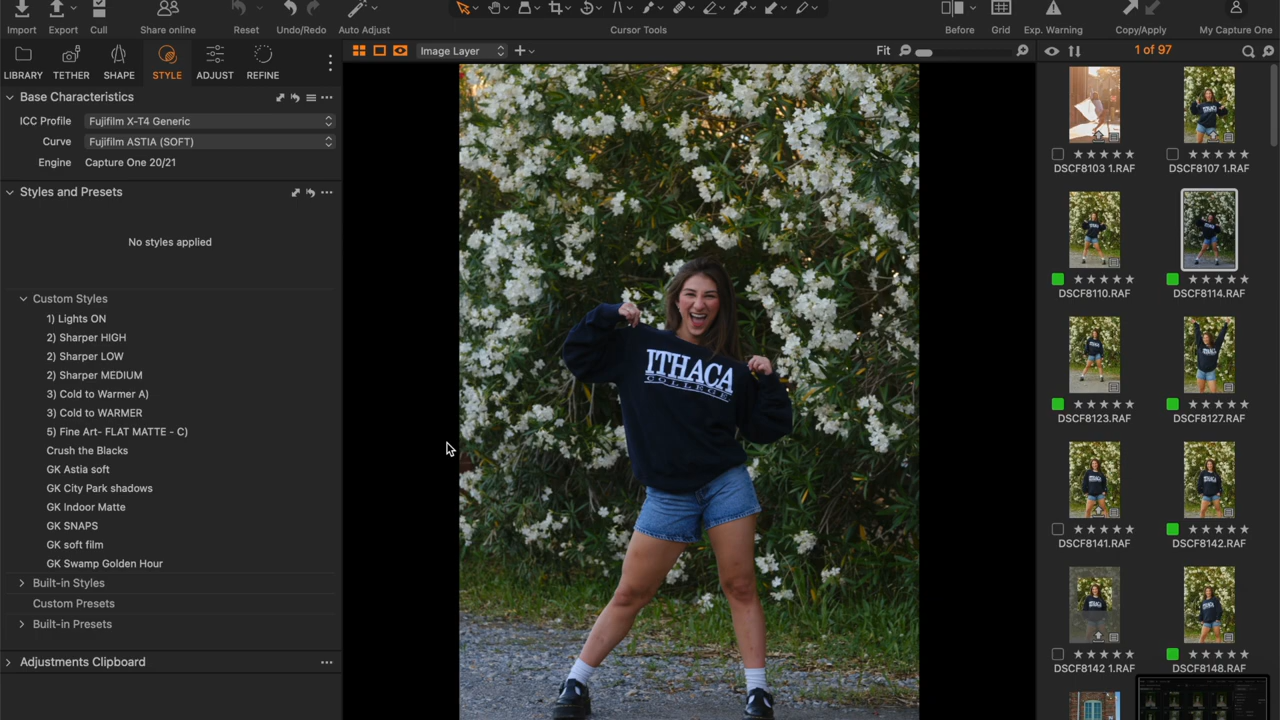 Import Export Cull Share online Reset Undo/Redo Auto Adjust Cursor Tools Before Grid Exp. Warning Copy/Apply My Capture One
LIBRARY TETHER SHAPE STYLE ADJUST REFINE
Image Layer
Fit
1 of 97
Base Characteristics
ICC Profile Fujifilm X-T4 Generic
Curve Fujifilm ASTIA (SOFT)
Engine Capture One 20/21
Styles and Presets
No styles applied
Custom Styles
1) Lights ON
2) Sharper HIGH
2) Sharper LOW
2) Sharper MEDIUM
3) Cold to Warmer A)
3) Cold to WARMER
5) Fine Art- FLAT MATTE - C)
Crush the Blacks
GK Astia soft
GK City Park shadows
GK Indoor Matte
GK SNAPS
GK soft film
GK Swamp Golden Hour
Built-in Styles
Custom Presets
Built-in Presets
Adjustments Clipboard
ITHACA
COLLEGE
DSCF8103 1.RAF DSCF8107 1.RAF
DSCF8110.RAF DSCF8114.RAF
DSCF8123.RAF DSCF8127.RAF
DSCF8141.RAF DSCF8142.RAF
DSCF8142 1.RAF DSCF8148.RAF